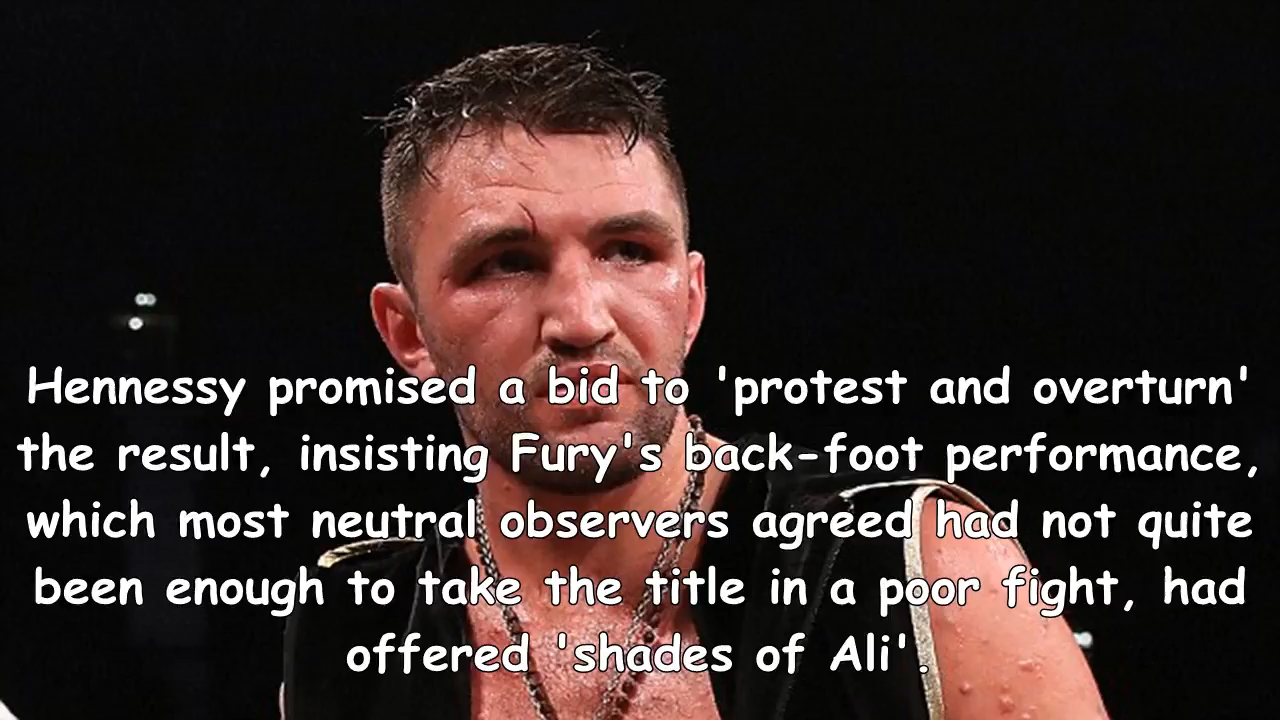 Hennessy promised a bid to 'protest and overturn'
the result, insisting Fury's back-foot performance,
which most neutral observers agreed had not quite
been enough to take the title in a poor fight, had
offered 'shades of Ali'.